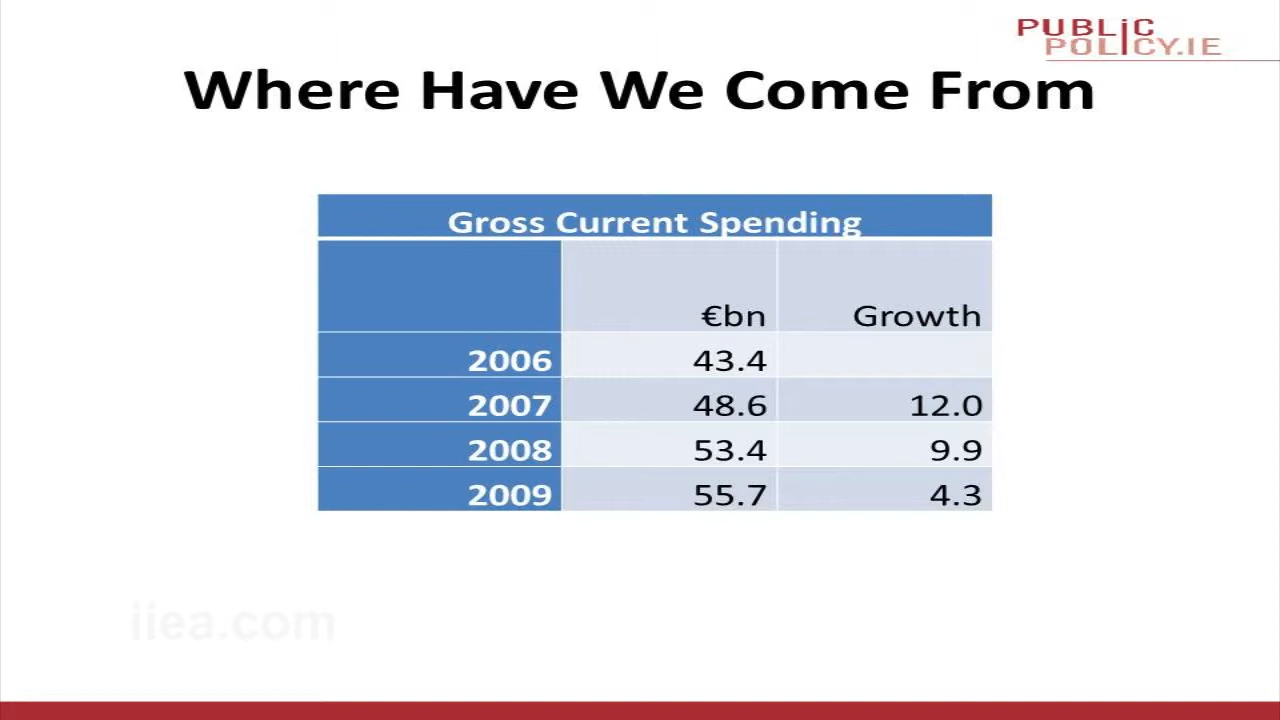 PUBLIC
POLICY.IE
Where Have We Come From
Gross Current Spending
€bn Growth
2006 43.4
2007 48.6 12.0
2008 53.4 9.9
2009 55.7 4.3
iiea.com